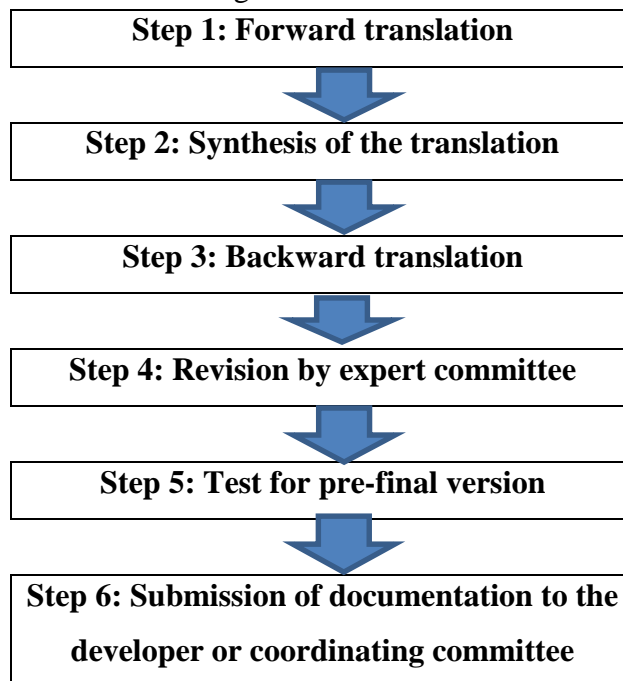 Step 1: Forward translation
Step 2: Synthesis of the translation
Step 3: Backward translation
Step 4: Revision by expert committee
Step 5: Test for pre-final version
Step 6: Submission of documentation to the
developer or coordinating committee